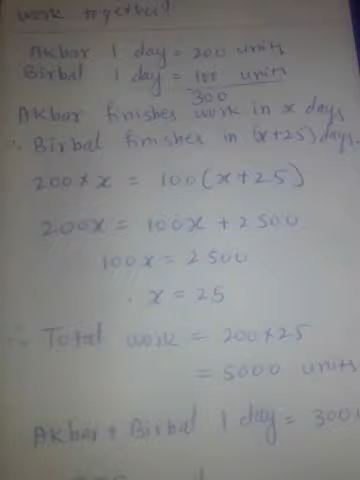 work together?
Akbar 1 day = 200 units
Birbal 1 day = 100 units
300
Akbar finishes work in x days
∴ Birbal finishes in (x+25) days.
200 × x = 100(x+25)
200x = 100x + 2500
100x = 2500
x = 25
∴ Total work = 200×25
= 5000 units
Akbar + Birbal 1 day = 300